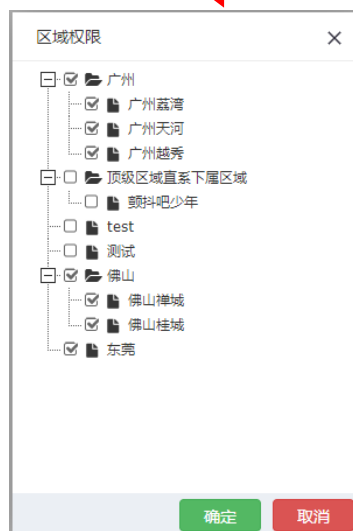 区域权限
广州
广州荔湾
广州天河
广州越秀
顶级区域直系下属区域
颤抖吧少年
test
测试
佛山
佛山禅城
佛山桂城
东莞
确定 取消